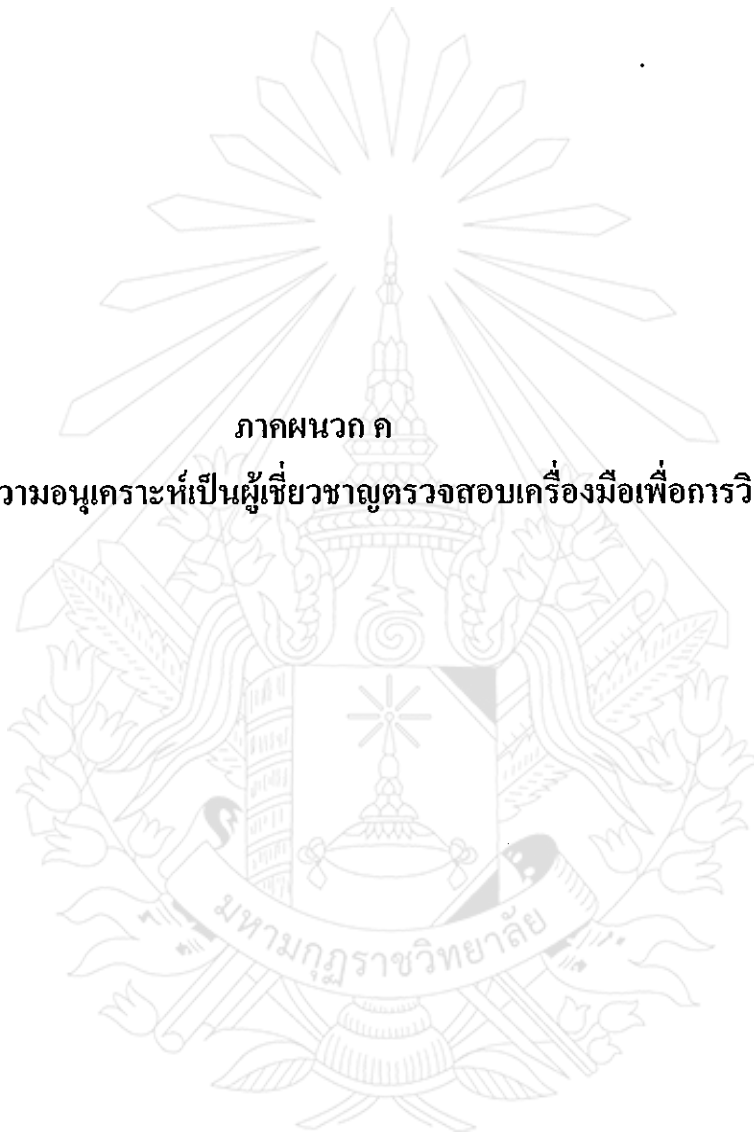 ภาคผนวก ค
วามอนุเคราะห์เป็นผู้เชี่ยวชาญตรวจสอบเครื่องมือเพื่อการวิ
มหามกุฏราชวิทยาลัย